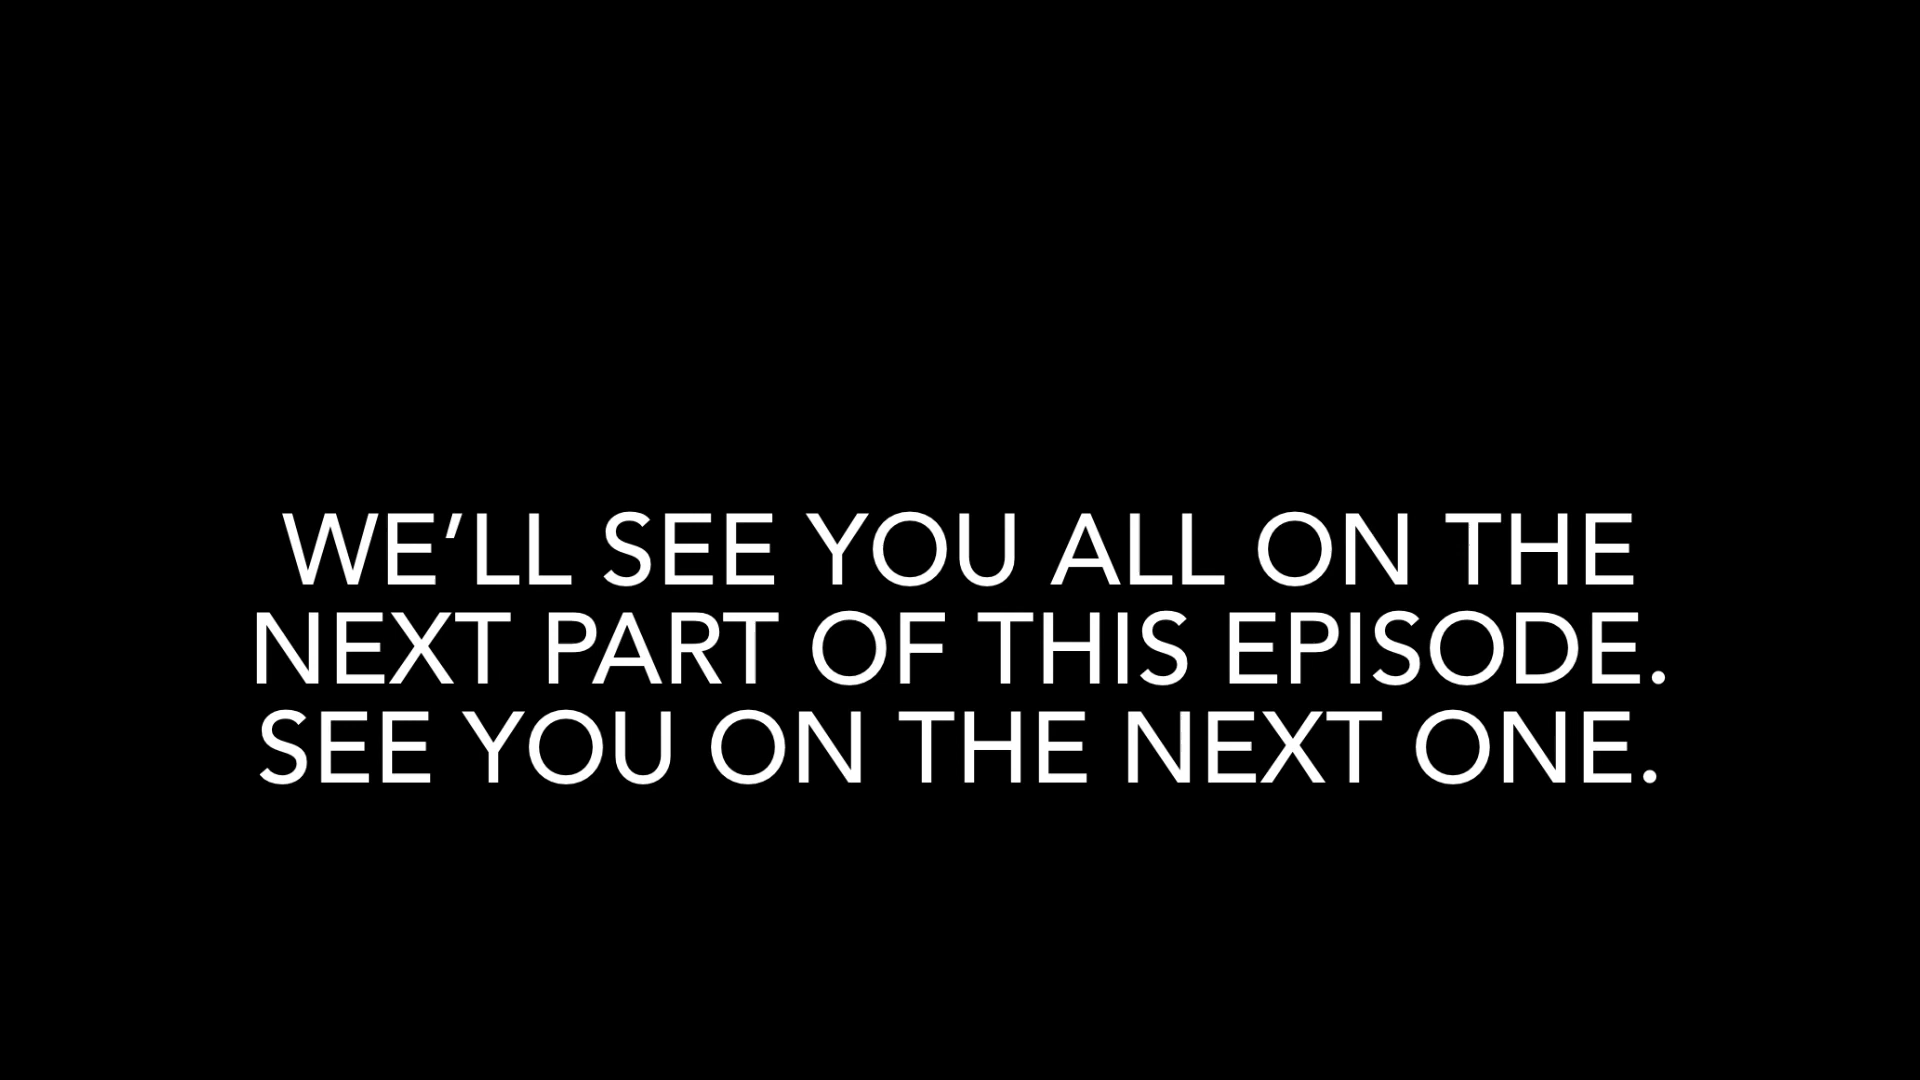 WE’LL SEE YOU ALL ON THE
NEXT PART OF THIS EPISODE.
SEE YOU ON THE NEXT ONE.